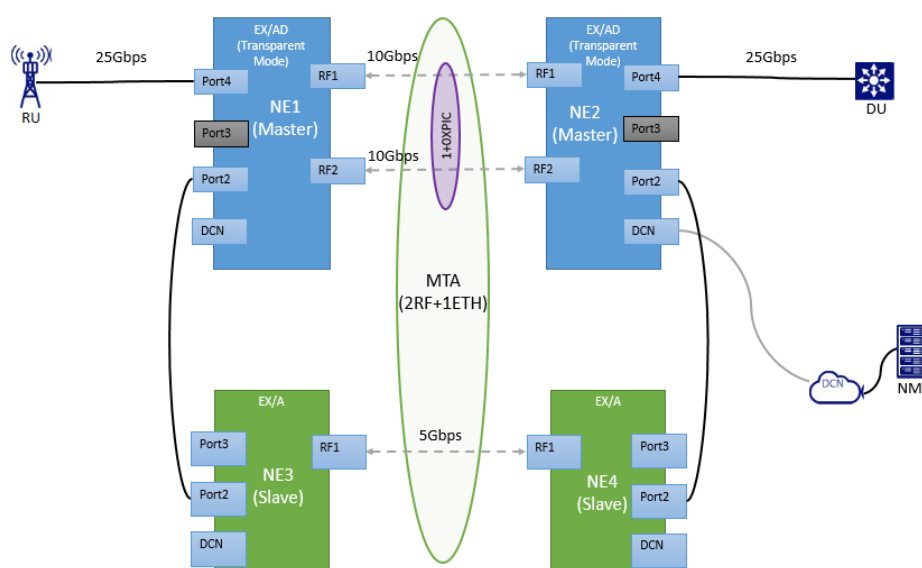 EX/AD
(Transparent
Mode)
EX/AD
(Transparent
Mode)
25Gbps
Port4
RF1
10Gbps
RF1
Port4
25Gbps
RU
NE1
(Master)
NE2
(Master)
DU
Port3
1+0XPIC
Port3
Port2
RF2
10Gbps
RF2
Port2
DCN
DCN
MTA
(2RF+1ETH)
DCN
NM
EX/A
EX/A
Port3
RF1
5Gbps
RF1
Port3
NE3
(Slave)
NE4
(Slave)
Port2
Port2
DCN
DCN